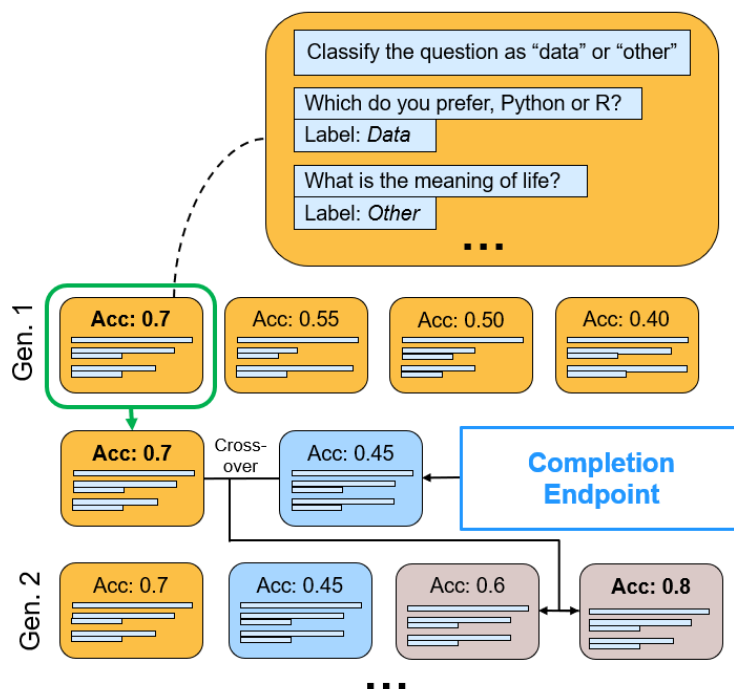 Classify the question as “data” or “other”
Which do you prefer, Python or R?
Label: Data
What is the meaning of life?
Label: Other
...
Gen. 1
Acc: 0.7
Acc: 0.55
Acc: 0.50
Acc: 0.40
Acc: 0.7
Cross-
over
Acc: 0.45
Completion
Endpoint
Gen. 2
Acc: 0.7
Acc: 0.45
Acc: 0.6
Acc: 0.8
...